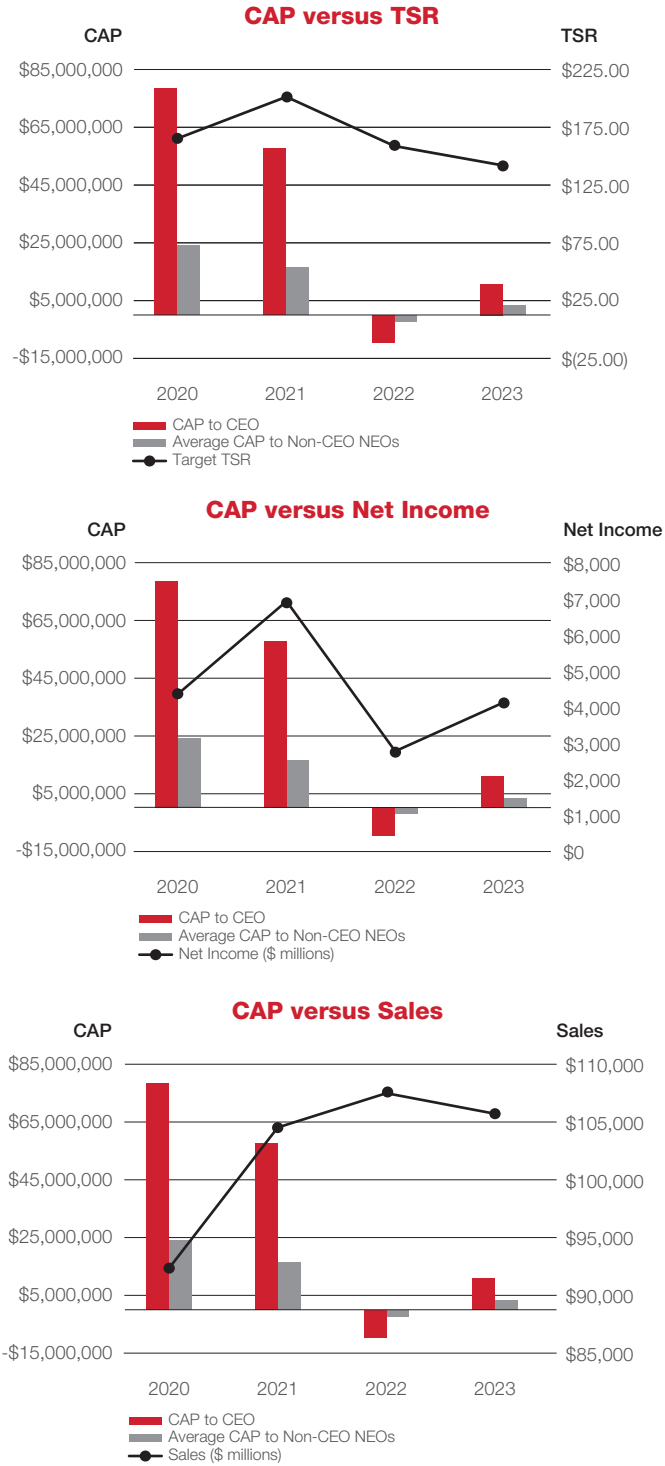 CAP versus TSR
CAP
TSR
$85,000,000
$225.00
$65,000,000
$175.00
$45,000,000
$125.00
$25,000,000
$75.00
$5,000,000
$25.00
-$15,000,000
$(25.00)
2020 2021 2022 2023
CAP to CEO
Average CAP to Non-CEO NEOs
Target TSR
CAP versus Net Income
CAP
Net Income
$85,000,000
$65,000,000
$45,000,000
$25,000,000
$5,000,000
-$15,000,000
$8,000
$7,000
$6,000
$5,000
$4,000
$3,000
$2,000
$1,000
$0
2020 2021 2022 2023
CAP to CEO
Average CAP to Non-CEO NEOs
Net Income ($ millions)
CAP versus Sales
CAP
Sales
$85,000,000
$110,000
$65,000,000
$105,000
$45,000,000
$100,000
$25,000,000
$95,000
$5,000,000
$90,000
-$15,000,000
$85,000
2020 2021 2022 2023
CAP to CEO
Average CAP to Non-CEO NEOs
Sales ($ millions)